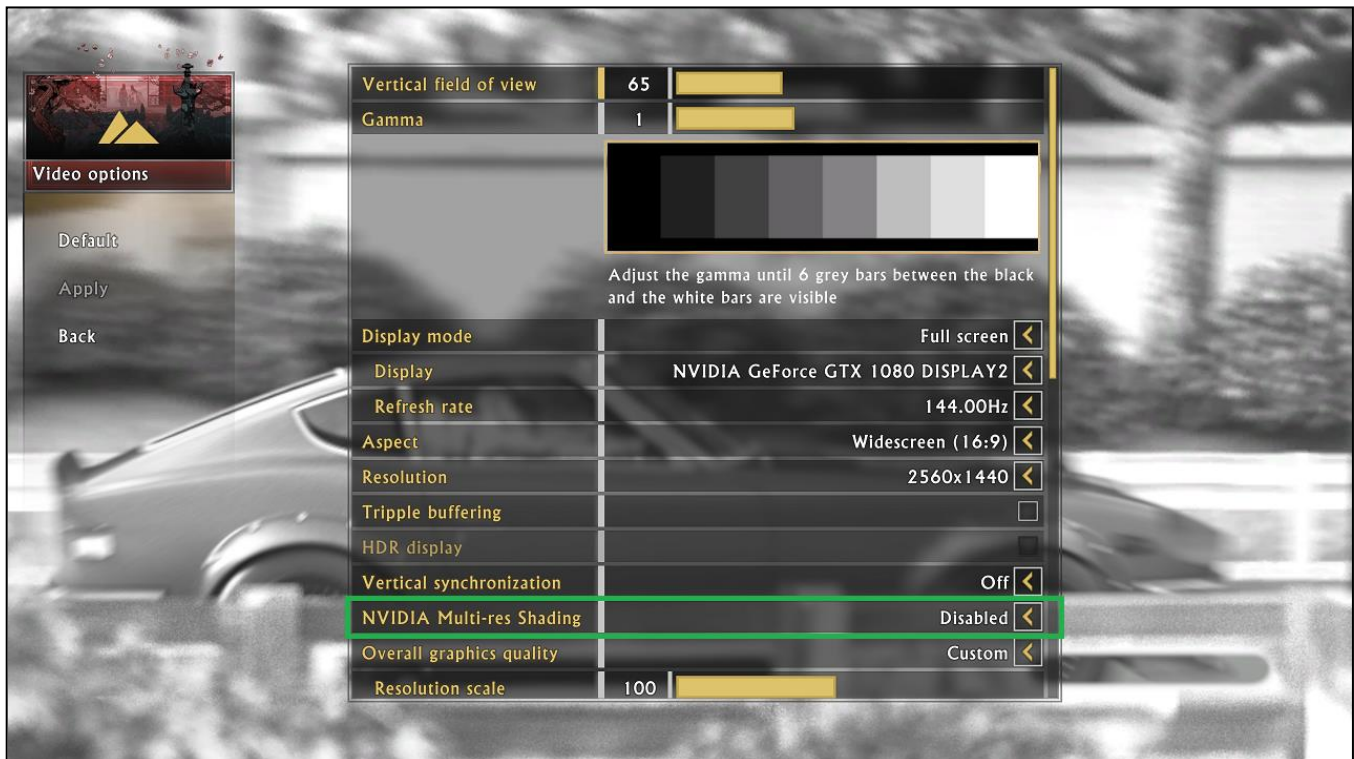 Video options
Default
Apply
Back
Vertical field of view 65
Gamma 1
Adjust the gamma until 6 grey bars between the black
and the white bars are visible
Display mode Full screen
Display NVIDIA GeForce GTX 1080 DISPLAY2
Refresh rate 144.00Hz
Aspect Widescreen (16:9)
Resolution 2560x1440
Tripple buffering
HDR display
Vertical synchronization Off
NVIDIA Multi-res Shading Disabled
Overall graphics quality Custom
Resolution scale 100